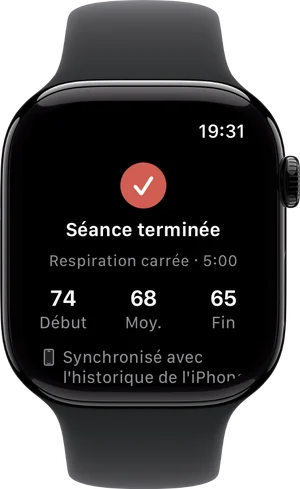 19:31
Séance terminée
Respiration carrée · 5:00
74 68 65
Début Moy. Fin
Synchronisé avec
l'historique de l'iPhone